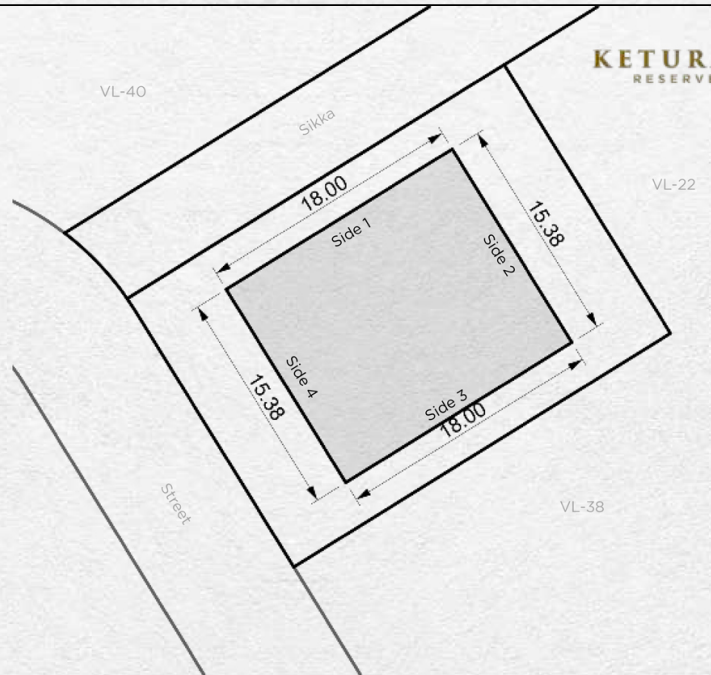 KETUR
RESERVE
VL-40
Sikka
18.00
Side 1
VL-22
15.38
Side 2
Side 4
15.38
Side 3
18.00
Street
VL-38